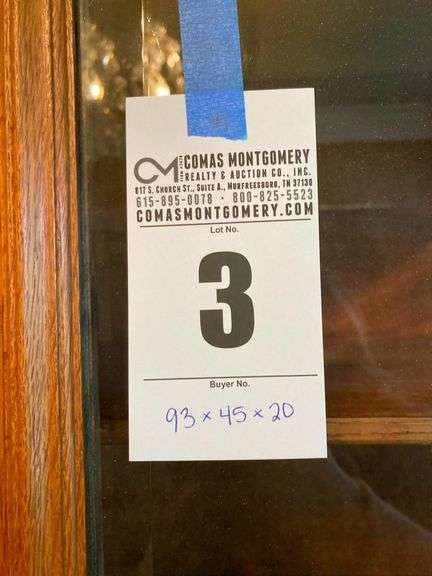 CM
COMAS MONTGOMERY
REALTY & AUCTION CO., INC.
817 S. CHURCH ST., SUITE A., MURFREESBORO, TN 37130
615-895-0078 • 800-825-5523
COMASMONTGOMERY.COM
Lot No.
3
Buyer No.
93 x 45 x 20